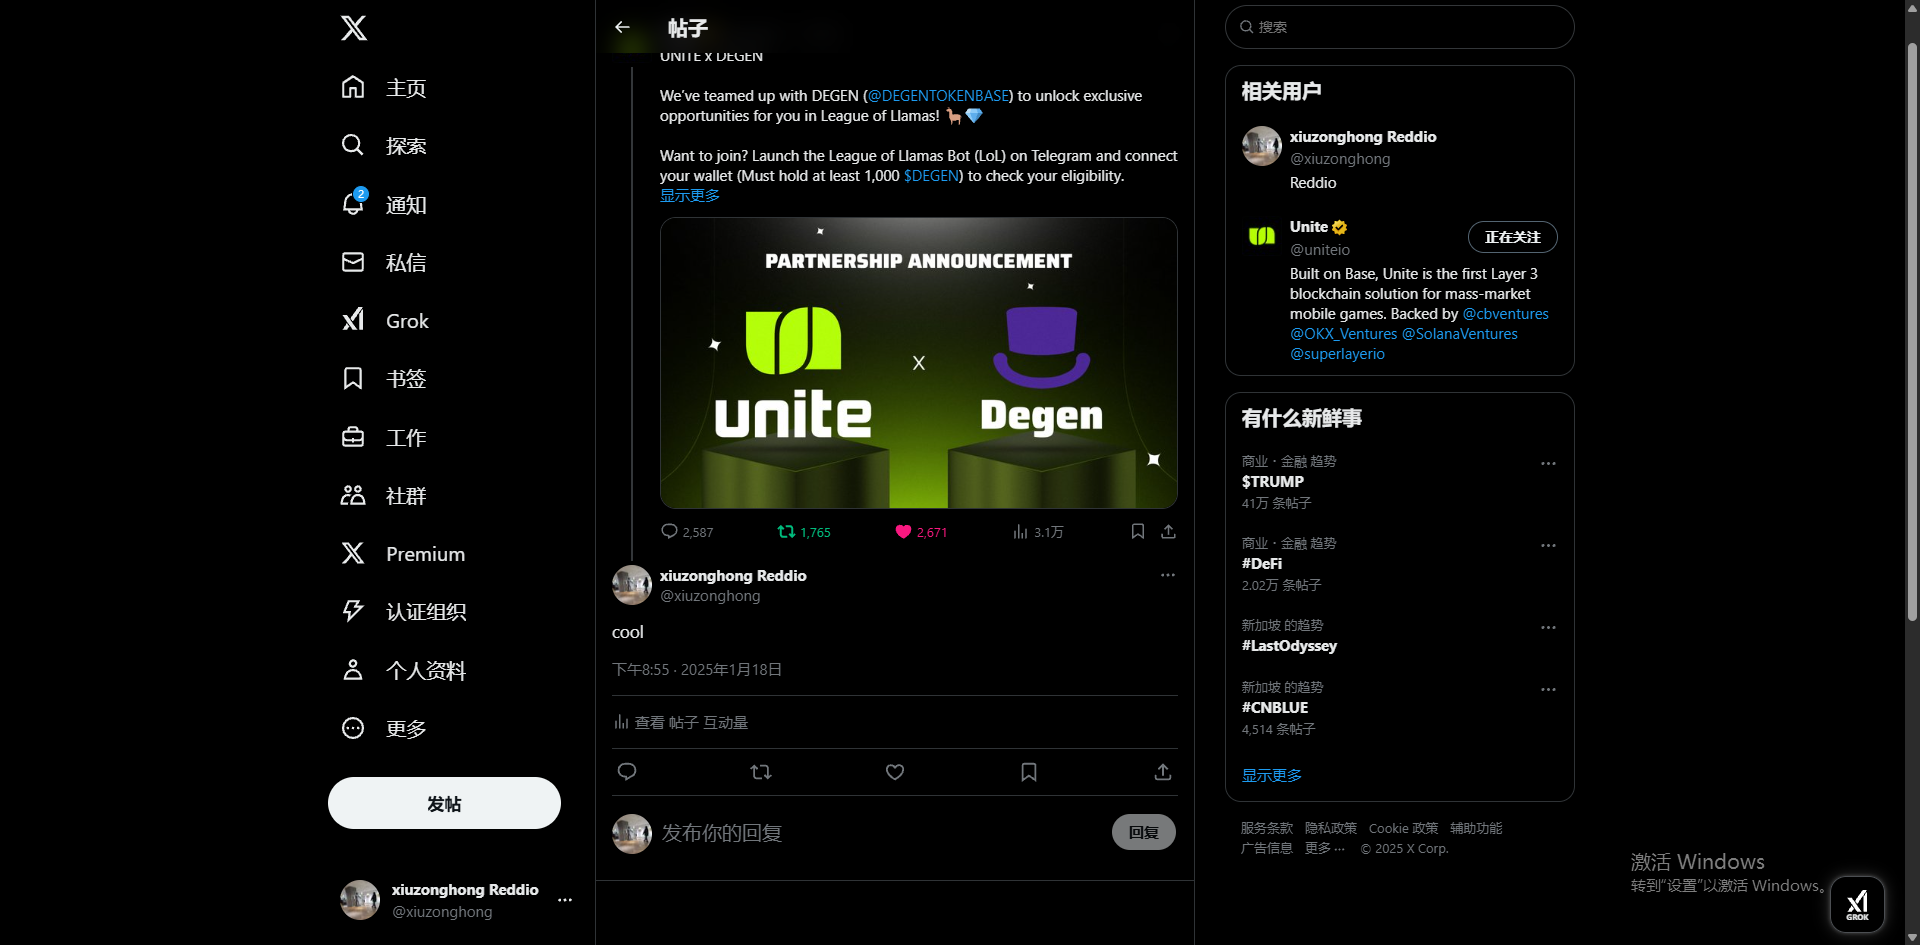 主页
探索
2
通知
私信
Grok
书签
工作
社群
Premium
认证组织
个人资料
更多
发帖
xiuzonghong Reddio
@xiuzonghong
帖子
UNITE x DEGEN
We’ve teamed up with DEGEN (@DEGENTOKENBASE) to unlock exclusive
opportunities for you in League of Llamas! 🦙💎
Want to join? Launch the League of Llamas Bot (LoL) on Telegram and connect
your wallet (Must hold at least 1,000 $DEGEN) to check your eligibility.
显示更多
PARTNERSHIP ANNOUNCEMENT
unite
X
Degen
2,587
1,765
2,671
3.1万
xiuzonghong Reddio
@xiuzonghong
cool
下午8:55 · 2025年1月18日
查看 帖子 互动量
发布你的回复
回复
搜索
相关用户
xiuzonghong Reddio
@xiuzonghong
Reddio
Unite
@uniteio
正在关注
Built on Base, Unite is the first Layer 3
blockchain solution for mass-market
mobile games. Backed by @cbventures
@OKX_Ventures @SolanaVentures
@superlayerio
有什么新鲜事
商业 · 金融 趋势
$TRUMP
41万 条帖子
商业 · 金融 趋势
#DeFi
2.02万 条帖子
新加坡 的趋势
#LastOdyssey
新加坡 的趋势
#CNBLUE
4,514 条帖子
显示更多
服务条款 隐私政策 Cookie 政策 辅助功能
广告信息 更多 ··· © 2025 X Corp.
激活 Windows
转到“设置”以激活 Windows。
GROK